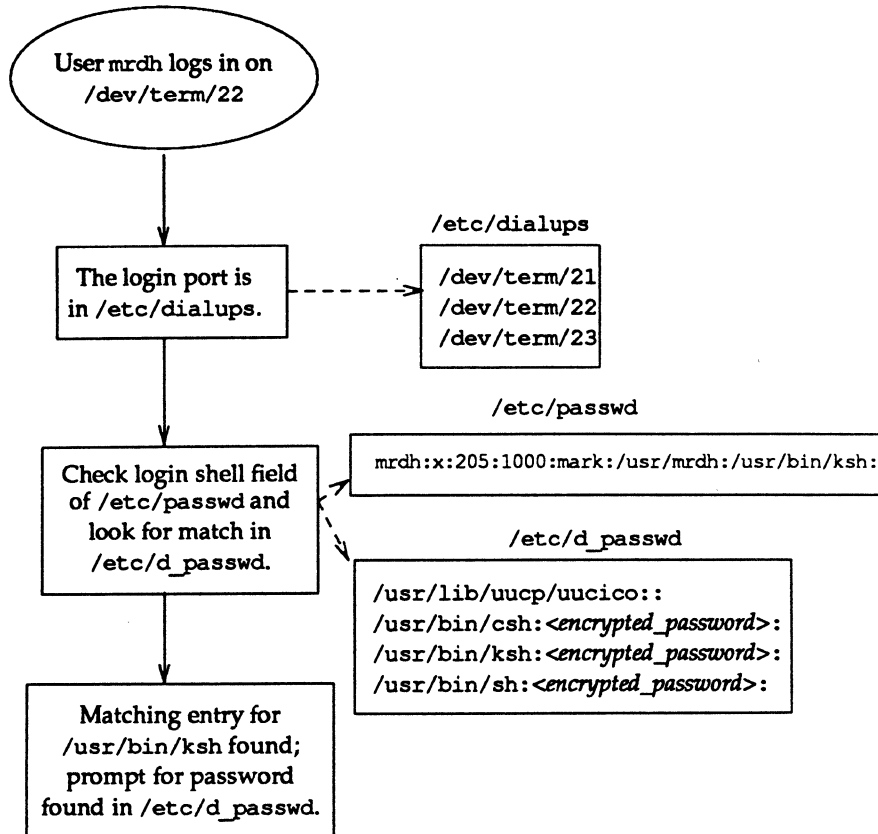 User mrdh logs in on
/dev/term/22
The login port is
in /etc/dialups.
/etc/dialups
/dev/term/21
/dev/term/22
/dev/term/23
Check login shell field
of /etc/passwd and
look for match in
/etc/d_passwd.
/etc/passwd
mrdh:x:205:1000:mark:/usr/mrdh:/usr/bin/ksh:
/etc/d_passwd
/usr/lib/uucp/uucico::
/usr/bin/csh:<encrypted_password>:
/usr/bin/ksh:<encrypted_password>:
/usr/bin/sh:<encrypted_password>:
Matching entry for
/usr/bin/ksh found;
prompt for password
found in /etc/d_passwd.